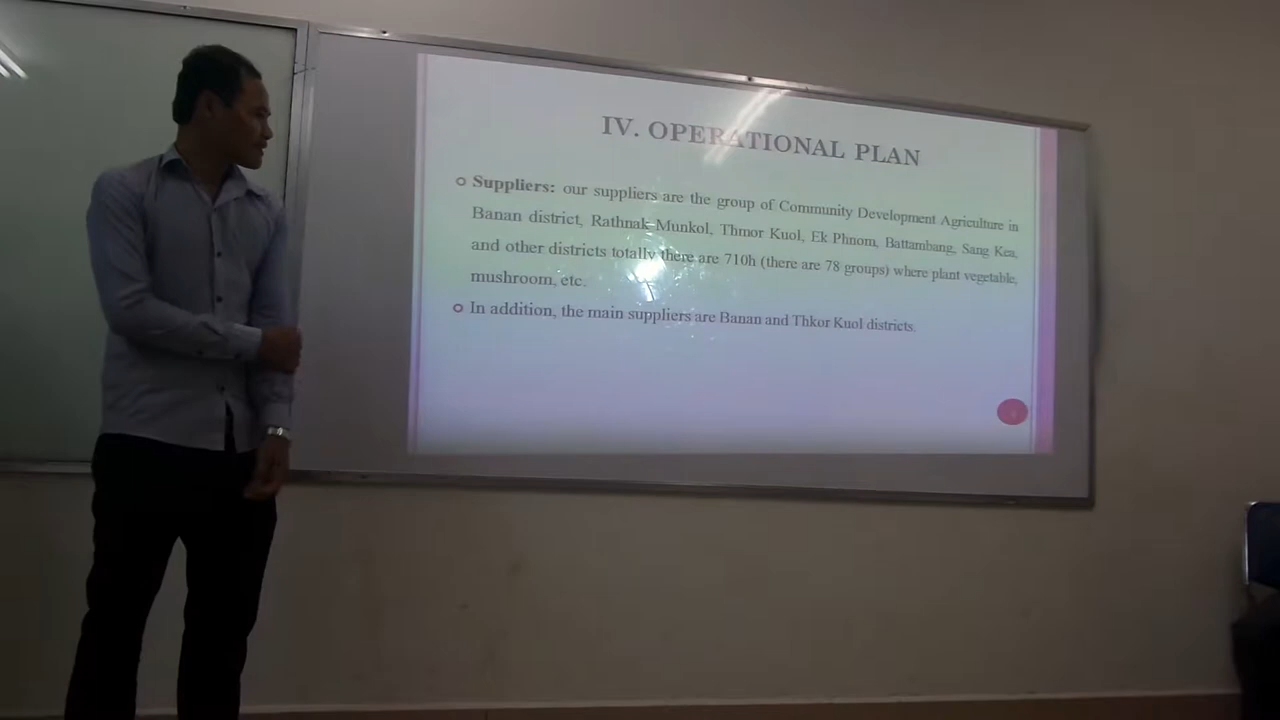 IV. OPERATIONAL PLAN
Suppliers: our suppliers are the group of Community Development Agriculture in
Banan district, Rathnak Munkol, Thmor Kuol, Ek Phnom, Battambang, Sang Kea,
and other districts totally there are 710h (there are 78 groups) where plant vegetable,
mushroom, etc.
In addition, the main suppliers are Banan and Thkor Kuol districts.